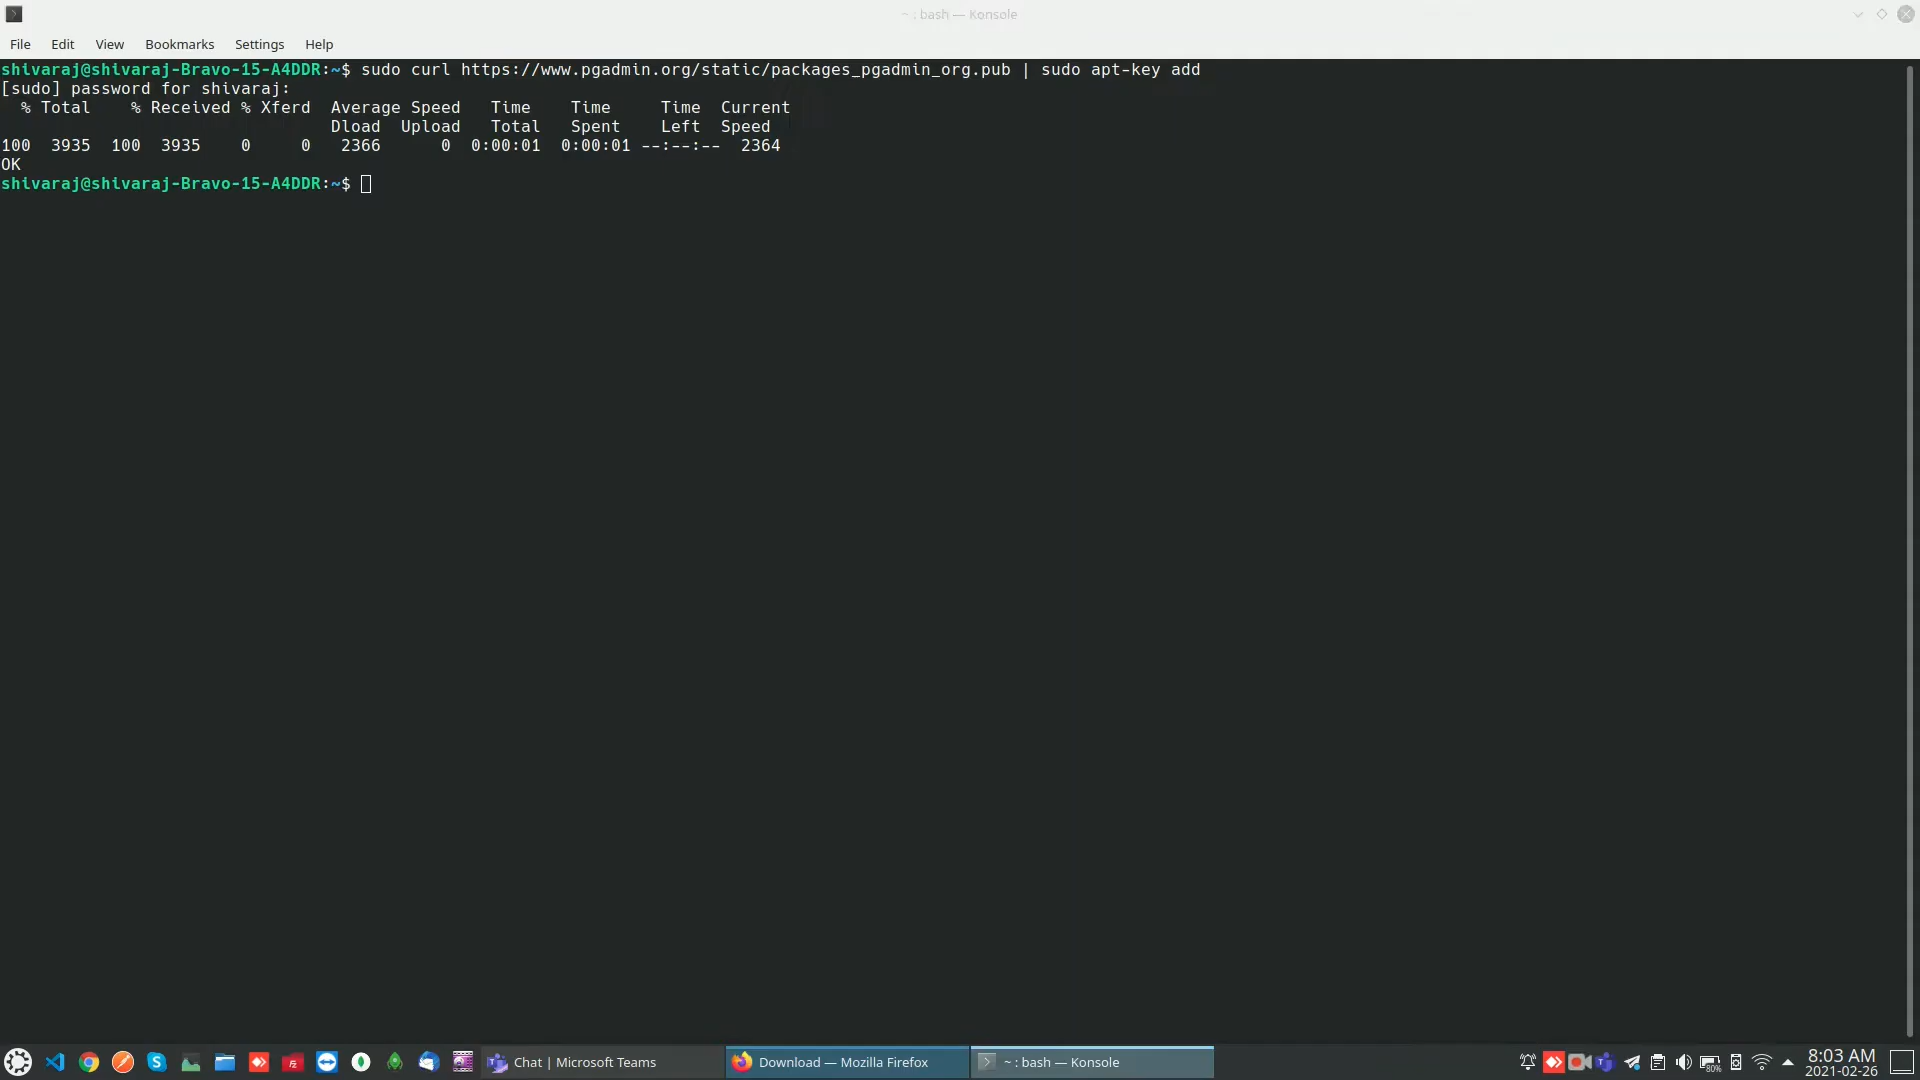 ~ : bash — Konsole
File Edit View Bookmarks Settings Help
shivaraj@shivaraj-Bravo-15-A4DDR:~$ sudo curl https://www.pgadmin.org/static/packages_pgadmin_org.pub | sudo apt-key add
[sudo] password for shivaraj:
% Total % Received % Xferd Average Speed Time Time Time Current
Dload Upload Total Spent Left Speed
100 3935 100 3935 0 0 2366 0 0:00:01 0:00:01 --:--:-- 2364
OK
shivaraj@shivaraj-Bravo-15-A4DDR:~$
Chat | Microsoft Teams
Download — Mozilla Firefox
~ : bash — Konsole
80%
8:03 AM
2021-02-26